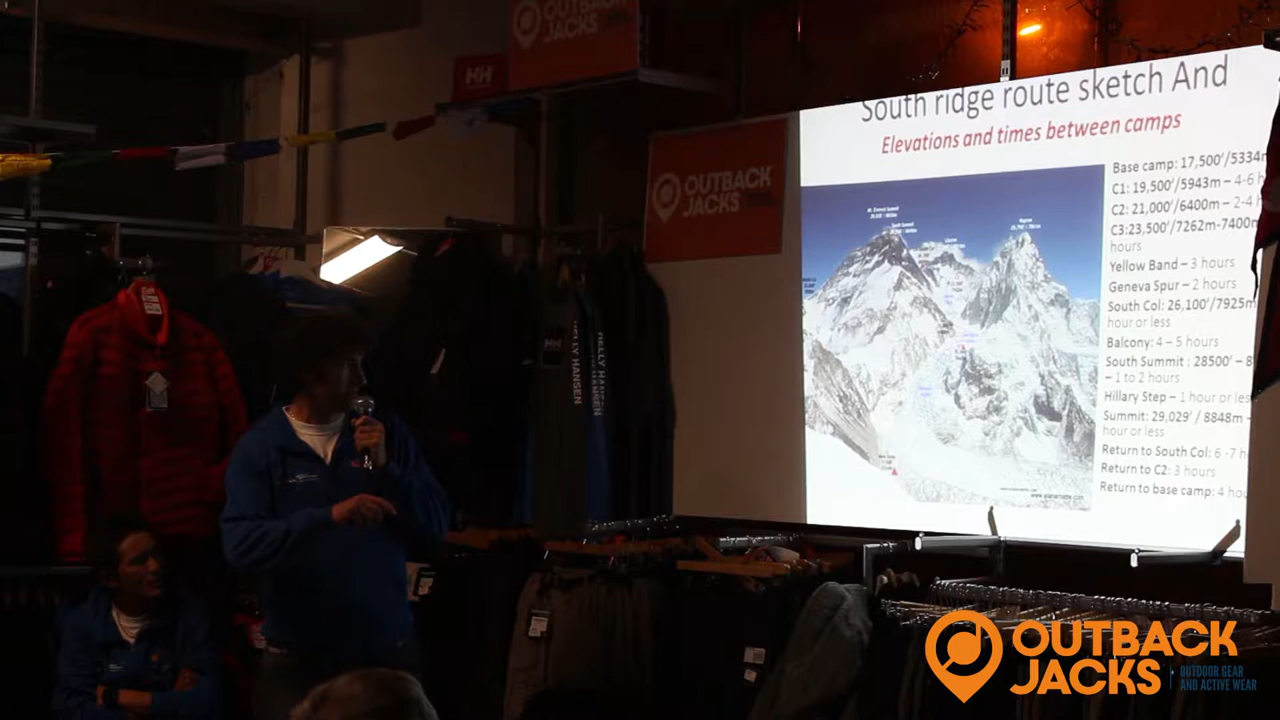 OUTBACK
JACKS
HH
OUTBACK
JACKS
HELLY HANSEN
HELLY HANSEN
South ridge route sketch And
Elevations and times between camps
Base camp: 17,500'/5334m
C1: 19,500'/5943m – 4-6 h
C2: 21,000'/6400m – 2-4 h
C3:23,500'/7262m-7400m
hours
Yellow Band – 3 hours
Geneva Spur – 2 hours
South Col: 26,100'/7925m
hour or less
Balcony: 4 – 5 hours
South Summit : 28500' – 8
– 1 to 2 hours
Hillary Step – 1 hour or les
Summit: 29,029' / 8848m –
hour or less
Return to South Col: 6 -7 h
Return to C2: 3 hours
Return to base camp: 4 hou
OUTBACK
JACKS
OUTDOOR GEAR
AND ACTIVE WEAR